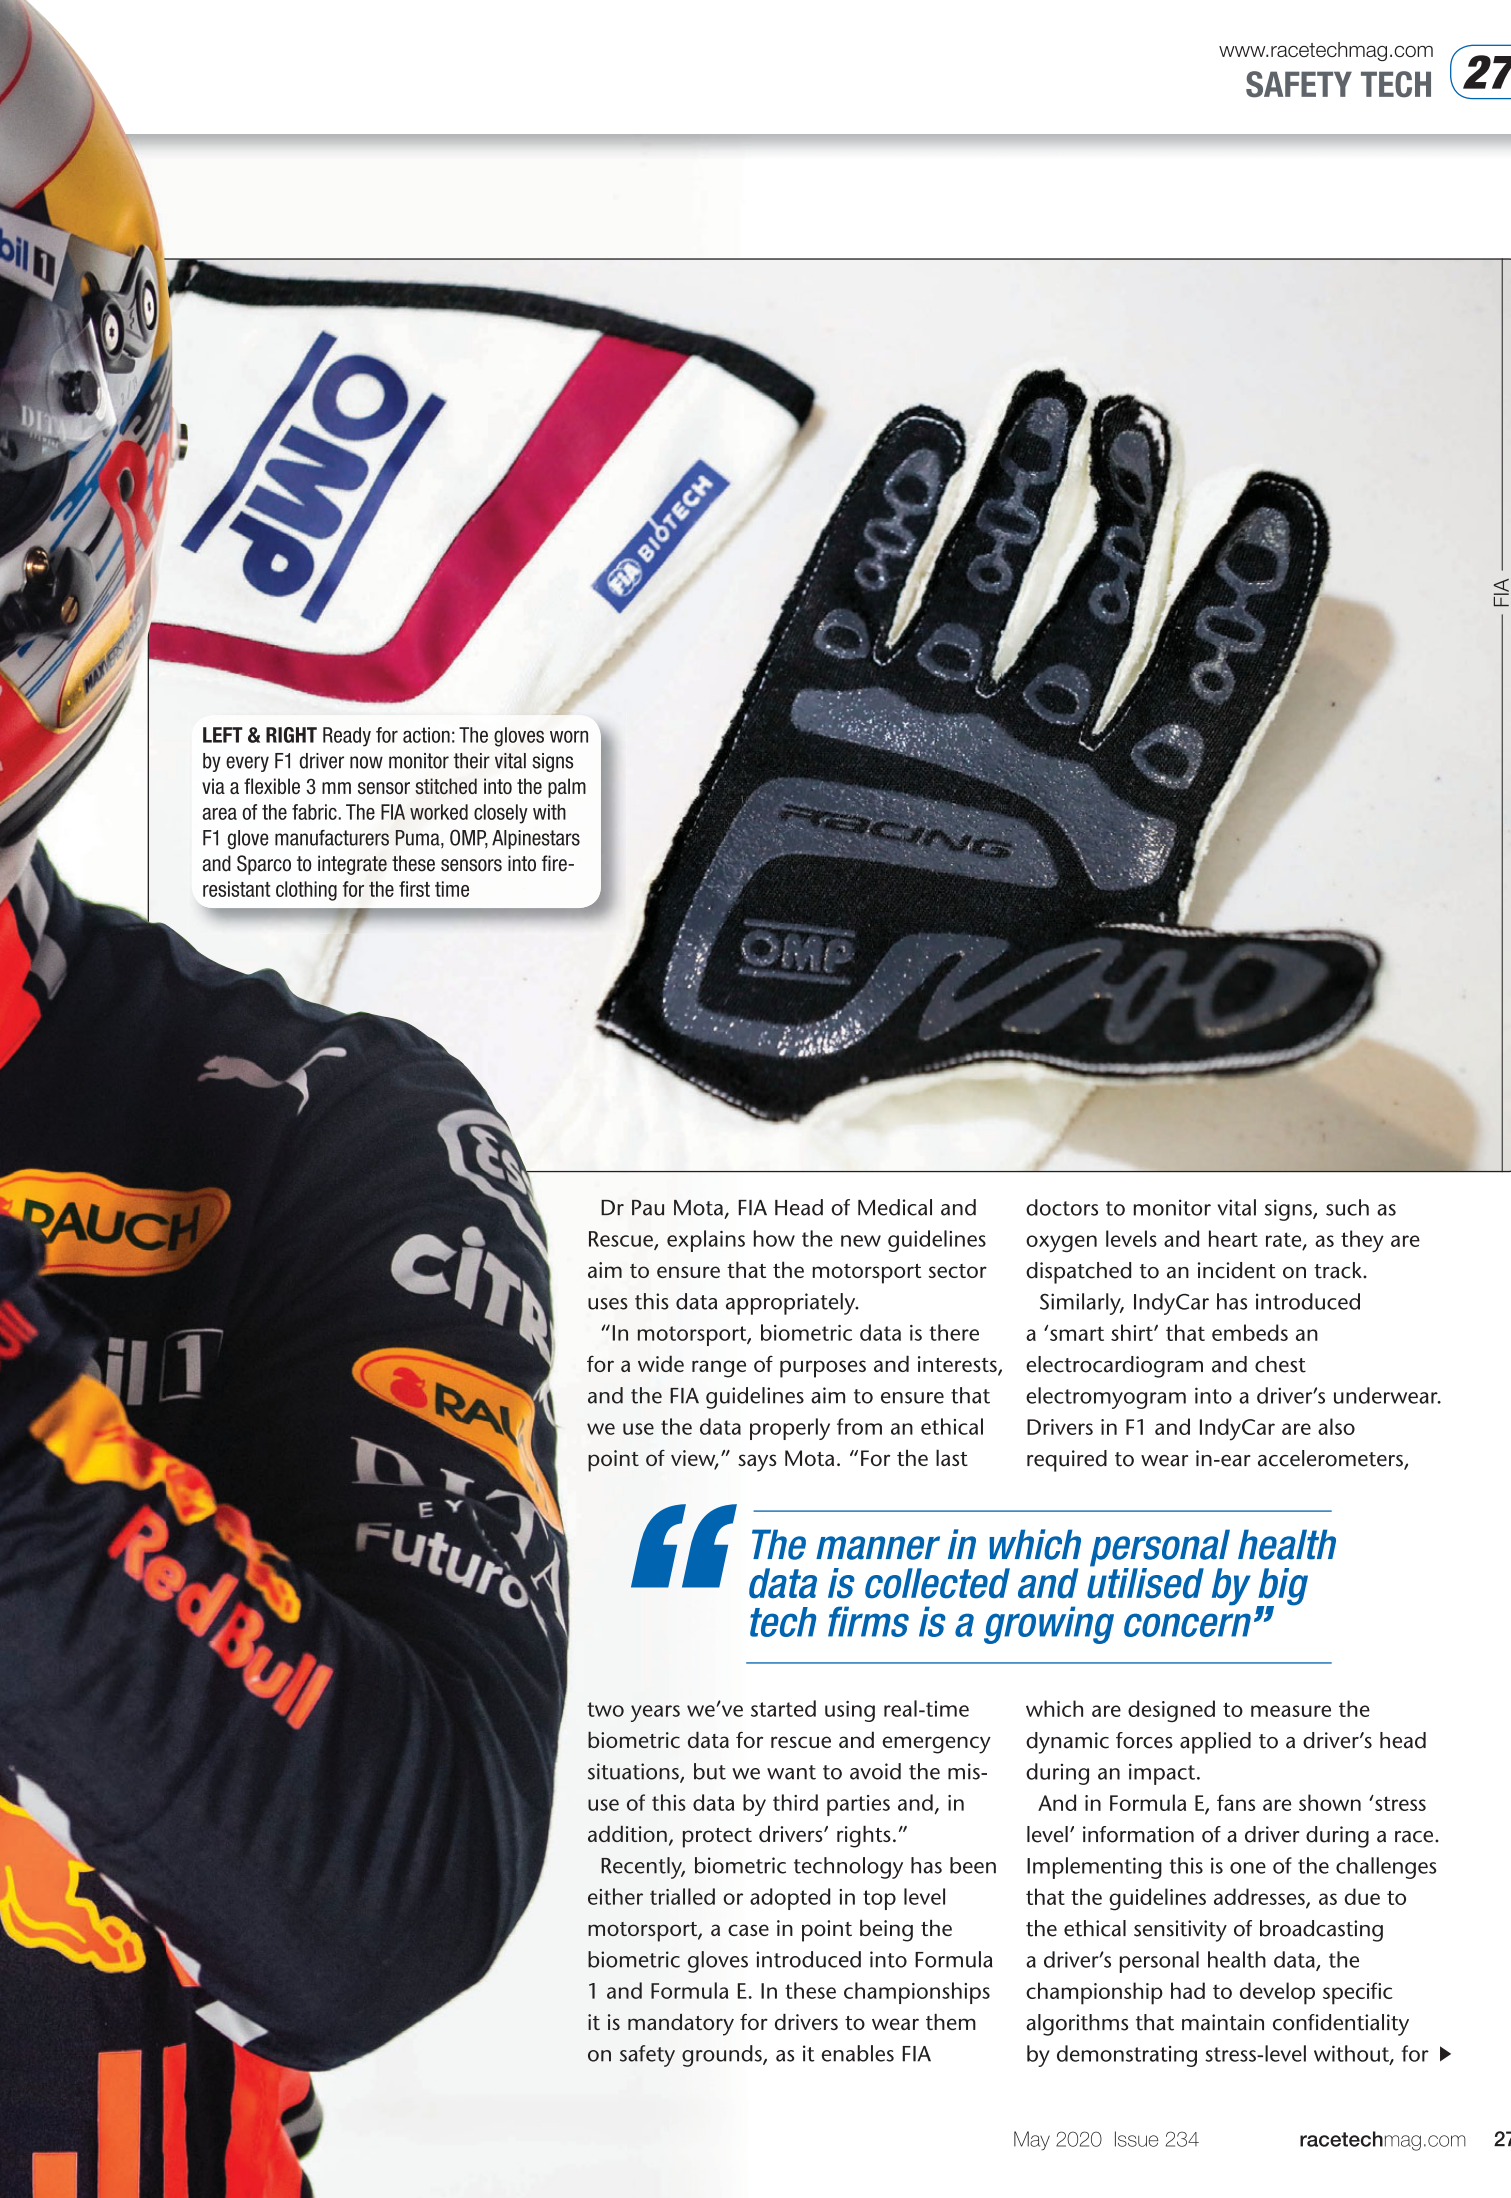 www.racetechmag.com
SAFETY TECH
27
bil 1
DITA
OMP
FIA BIOTECH
FIA
RACING
OMP
LEFT & RIGHT Ready for action: The gloves worn
by every F1 driver now monitor their vital signs
via a flexible 3 mm sensor stitched into the palm
area of the fabric. The FIA worked closely with
F1 glove manufacturers Puma, OMP, Alpinestars
and Sparco to integrate these sensors into fire-
resistant clothing for the first time
RAUCH
CITR
il 1
RAU
DIT
EY
Futuro
Red Bull
Dr Pau Mota, FIA Head of Medical and
Rescue, explains how the new guidelines
aim to ensure that the motorsport sector
uses this data appropriately.
“In motorsport, biometric data is there
for a wide range of purposes and interests,
and the FIA guidelines aim to ensure that
we use the data properly from an ethical
point of view,” says Mota. “For the last
two years we’ve started using real-time
biometric data for rescue and emergency
situations, but we want to avoid the mis-
use of this data by third parties and, in
addition, protect drivers’ rights.”
Recently, biometric technology has been
either trialled or adopted in top level
motorsport, a case in point being the
biometric gloves introduced into Formula
1 and Formula E. In these championships
it is mandatory for drivers to wear them
on safety grounds, as it enables FIA
doctors to monitor vital signs, such as
oxygen levels and heart rate, as they are
dispatched to an incident on track.
Similarly, IndyCar has introduced
a ‘smart shirt’ that embeds an
electrocardiogram and chest
electromyogram into a driver’s underwear.
Drivers in F1 and IndyCar are also
required to wear in-ear accelerometers,
“The manner in which personal health
data is collected and utilised by big
tech firms is a growing concern”
which are designed to measure the
dynamic forces applied to a driver’s head
during an impact.
And in Formula E, fans are shown ‘stress
level’ information of a driver during a race.
Implementing this is one of the challenges
that the guidelines addresses, as due to
the ethical sensitivity of broadcasting
a driver’s personal health data, the
championship had to develop specific
algorithms that maintain confidentiality
by demonstrating stress-level without, for
May 2020 Issue 234
racetechmag.com
27